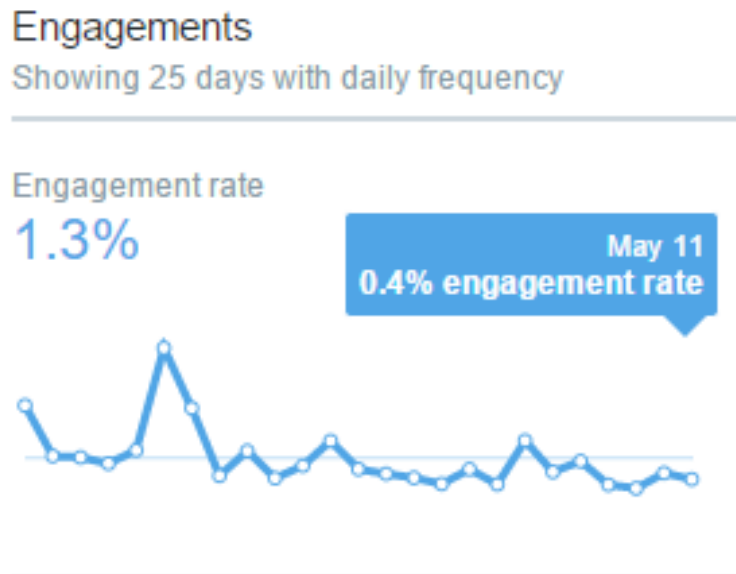 Engagements
Showing 25 days with daily frequency
Engagement rate
1.3%
May 11
0.4% engagement rate